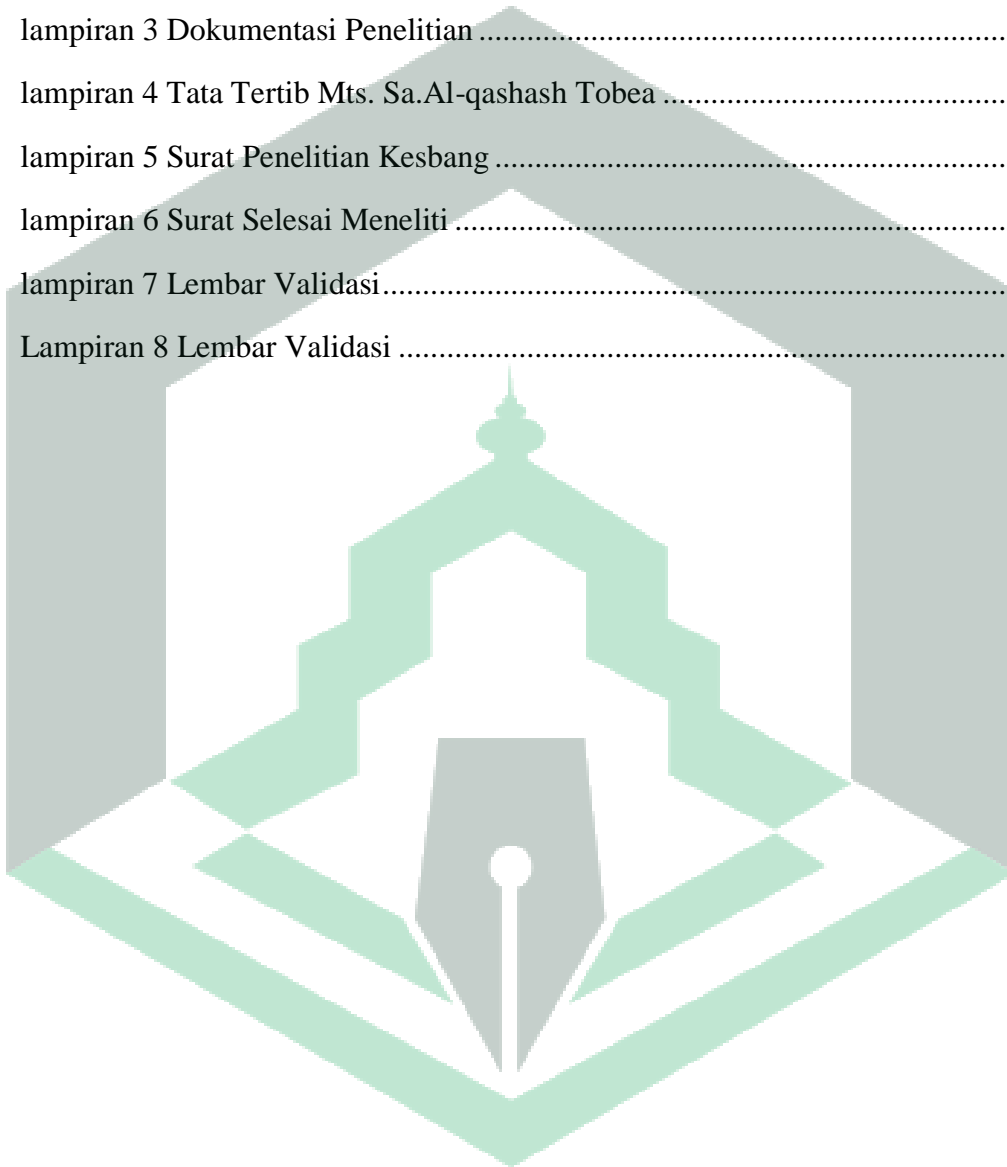 lampiran 3 Dokumentasi Penelitian ..................................................................
lampiran 4 Tata Tertib Mts. Sa.Al-qashash Tobea ...........................................
lampiran 5 Surat Penelitian Kesbang ................................................................
lampiran 6 Surat Selesai Meneliti .....................................................................
lampiran 7 Lembar Validasi..............................................................................
Lampiran 8 Lembar Validasi ............................................................................